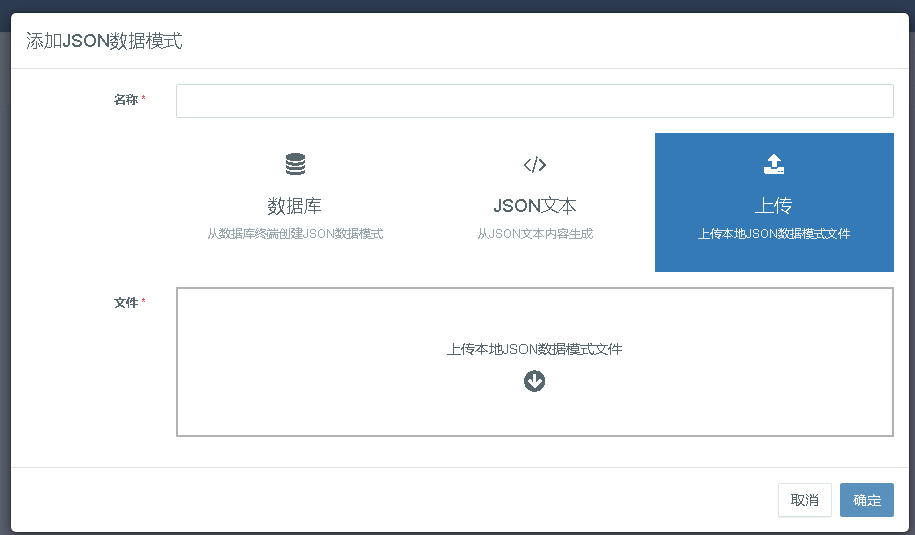 添加JSON数据模式
名称 *
数据库
从数据库终端创建JSON数据模式
JSON文本
从JSON文本内容生成
上传
上传本地JSON数据模式文件
文件 *
上传本地JSON数据模式文件
取消
确定